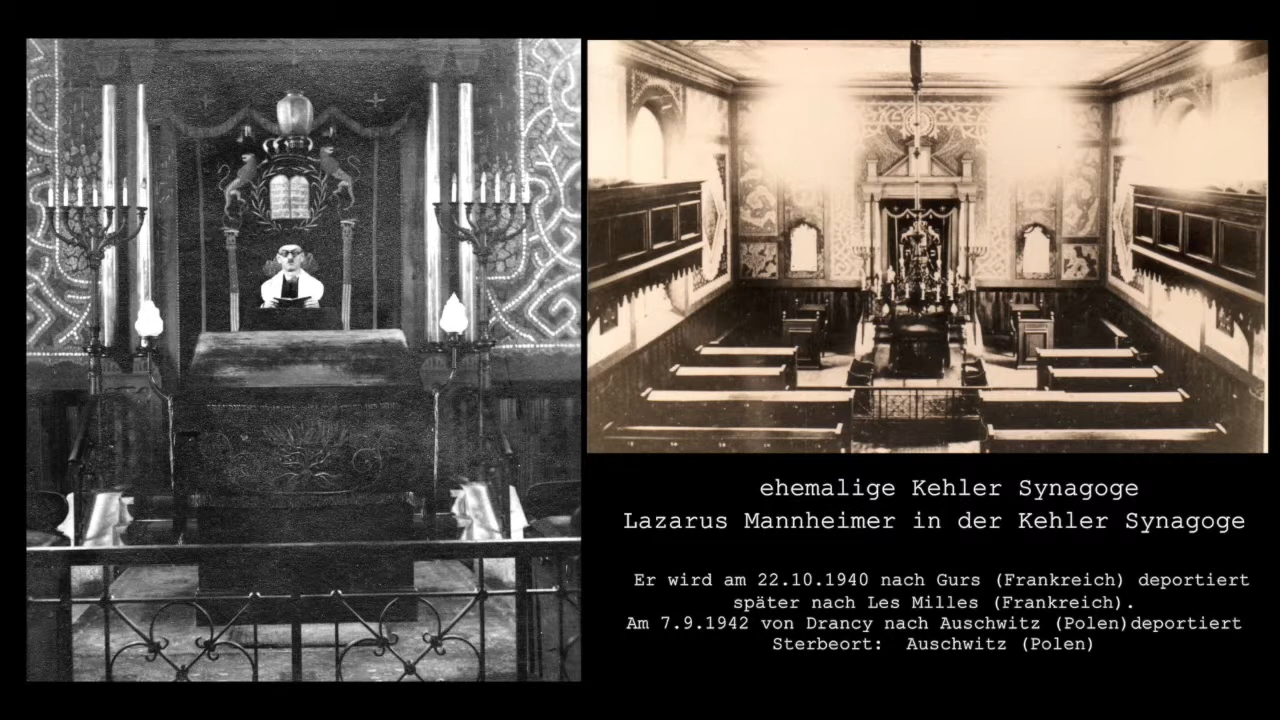 ehemalige Kehler Synagoge
Lazarus Mannheimer in der Kehler Synagoge
Er wird am 22.10.1940 nach Gurs (Frankreich) deportiert
später nach Les Milles (Frankreich).
Am 7.9.1942 von Drancy nach Auschwitz (Polen)deportiert
Sterbeort:  Auschwitz (Polen)